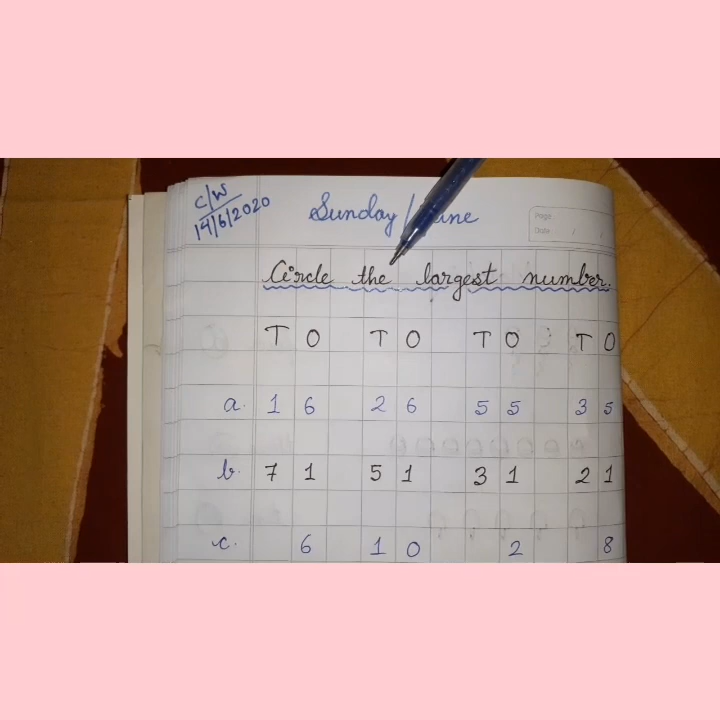 C/W
14/6/2020
Sunday /
Page
Date / /
Circle the largest number.
T O T O T O T O
a. 1 6 2 6 5 5 3 5
b. 7 1 5 1 3 1 2 1
c. 6 1 0 2 8